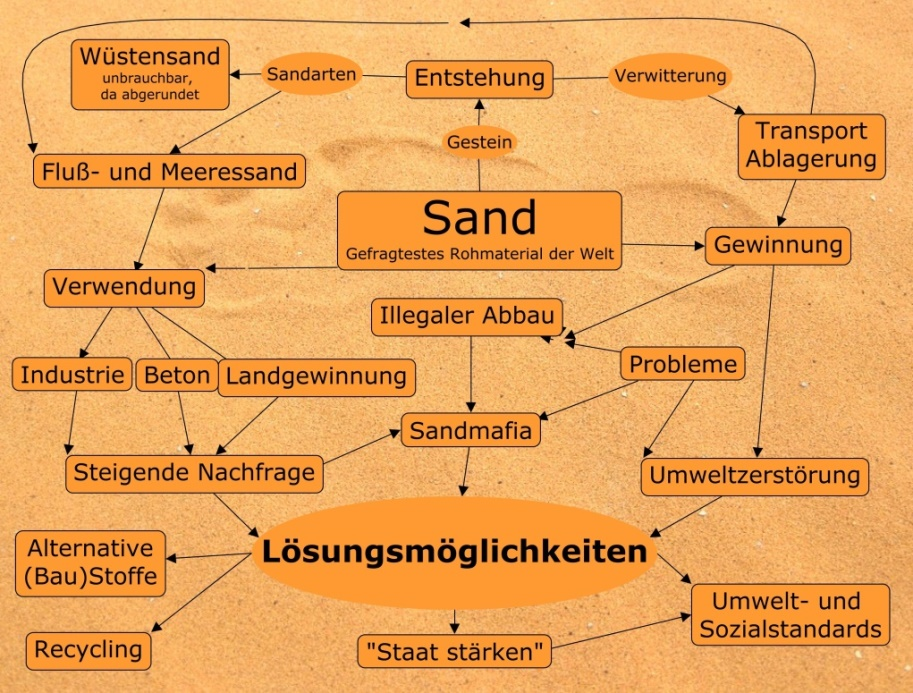 Wüstensand
unbrauchbar,
da abgerundet
Sandarten
Entstehung
Verwitterung
Gestein
Transport
Ablagerung
Fluß- und Meeressand
Sand
Gefragtestes Rohmaterial der Welt
Gewinnung
Verwendung
Illegaler Abbau
Probleme
Industrie
Beton
Landgewinnung
Sandmafia
Steigende Nachfrage
Umweltzerstörung
Lösungsmöglichkeiten
Alternative
(Bau)Stoffe
Umwelt- und
Sozialstandards
Recycling
"Staat stärken"